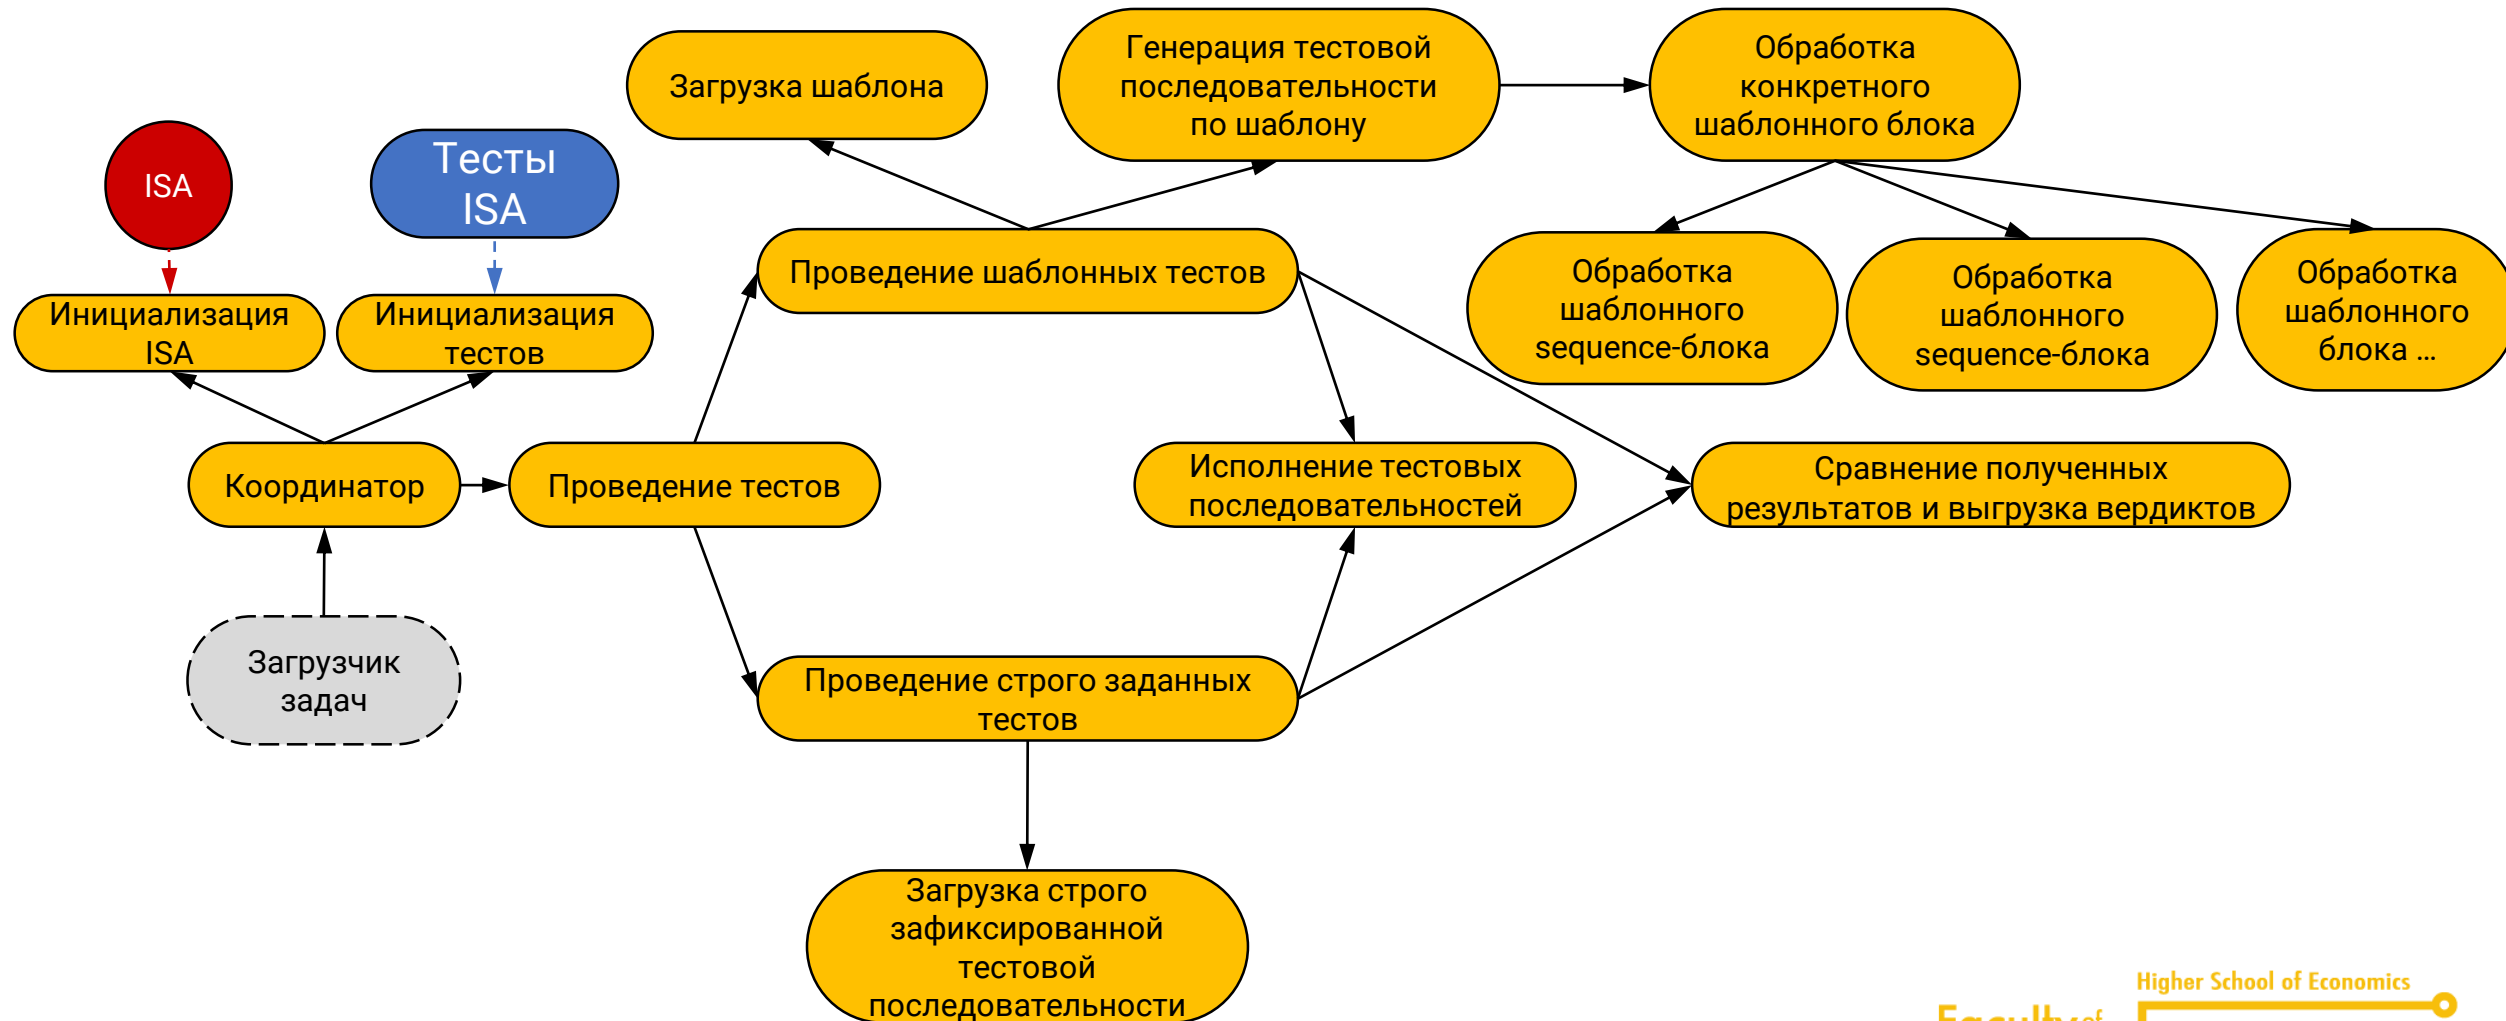 Загрузка шаблона
Генерация тестовой
последовательности
по шаблону
Обработка
конкретного
шаблонного блока
ISA
Тесты
ISA
Проведение шаблонных тестов
Обработка
шаблонного
sequence-блока
Обработка
шаблонного
sequence-блока
Обработка
шаблонного
блока ...
Инициализация
ISA
Инициализация
тестов
Координатор
Проведение тестов
Исполнение тестовых
последовательностей
Сравнение полученных
результатов и выгрузка вердиктов
Загрузчик
задач
Проведение строго заданных
тестов
Загрузка строго
зафиксированной
тестовой
последовательности
Higher School of Economics
Faculty of